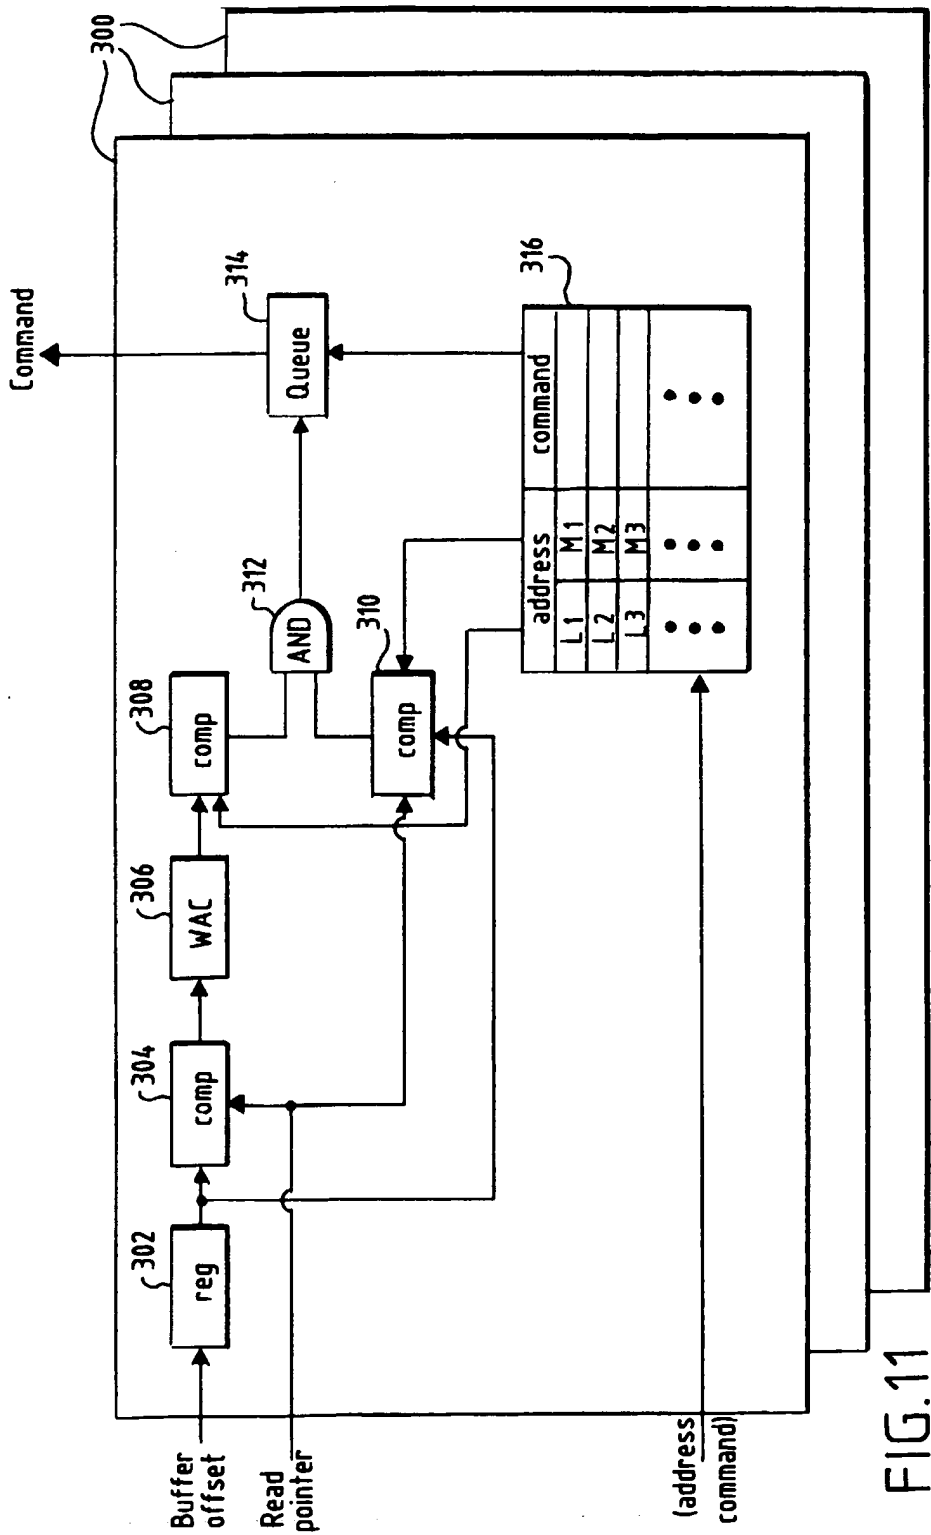 300
Command
302
304
306
308
312
314
reg
comp
WAC
comp
AND
Queue
310
comp
316
address
command
L1
M1
L2
M2
L3
M3
Buffer
offset
Read
pointer
(address
command)
FIG.11